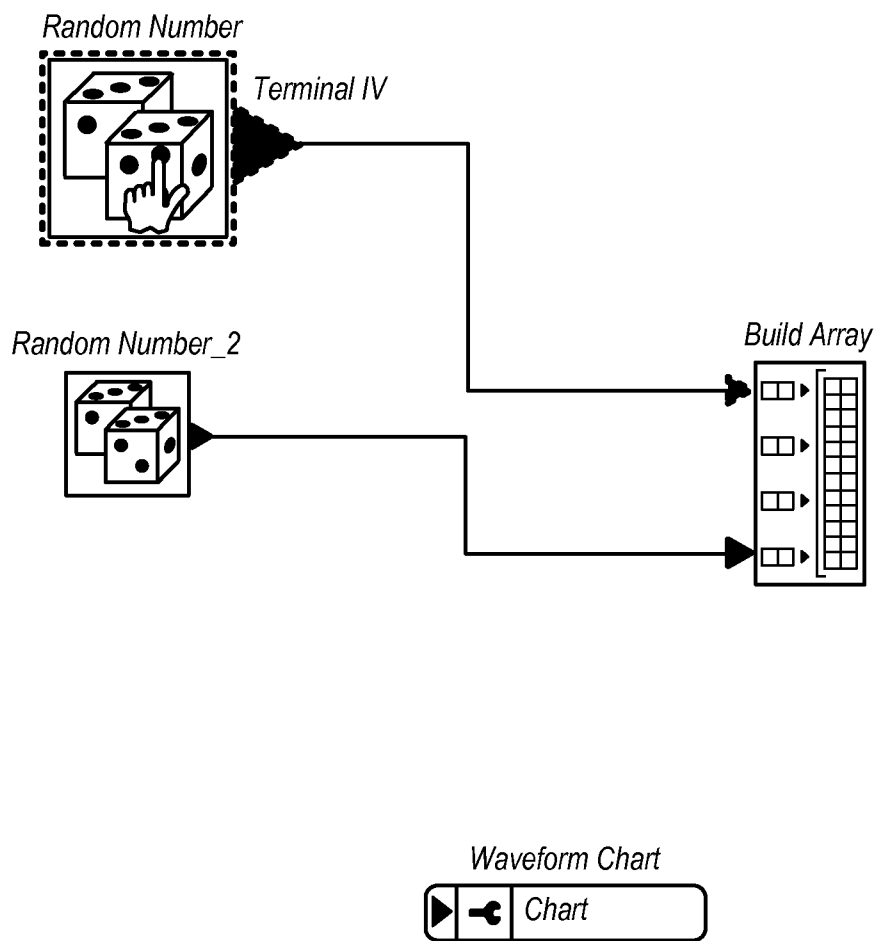 Random Number
Terminal IV
Random Number_2
Build Array
Waveform Chart
Chart